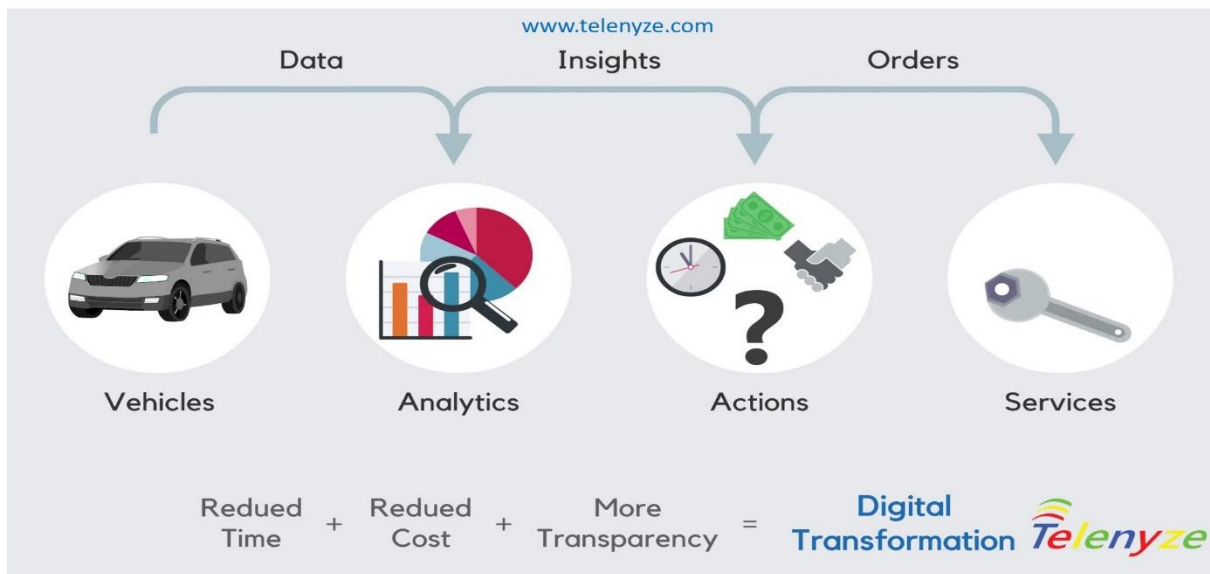 www.telenyze.com
Data Insights Orders
Vehicles Analytics Actions Services
Redued Redued More Digital
Time + Cost + Transparency = Transformation Telenyze